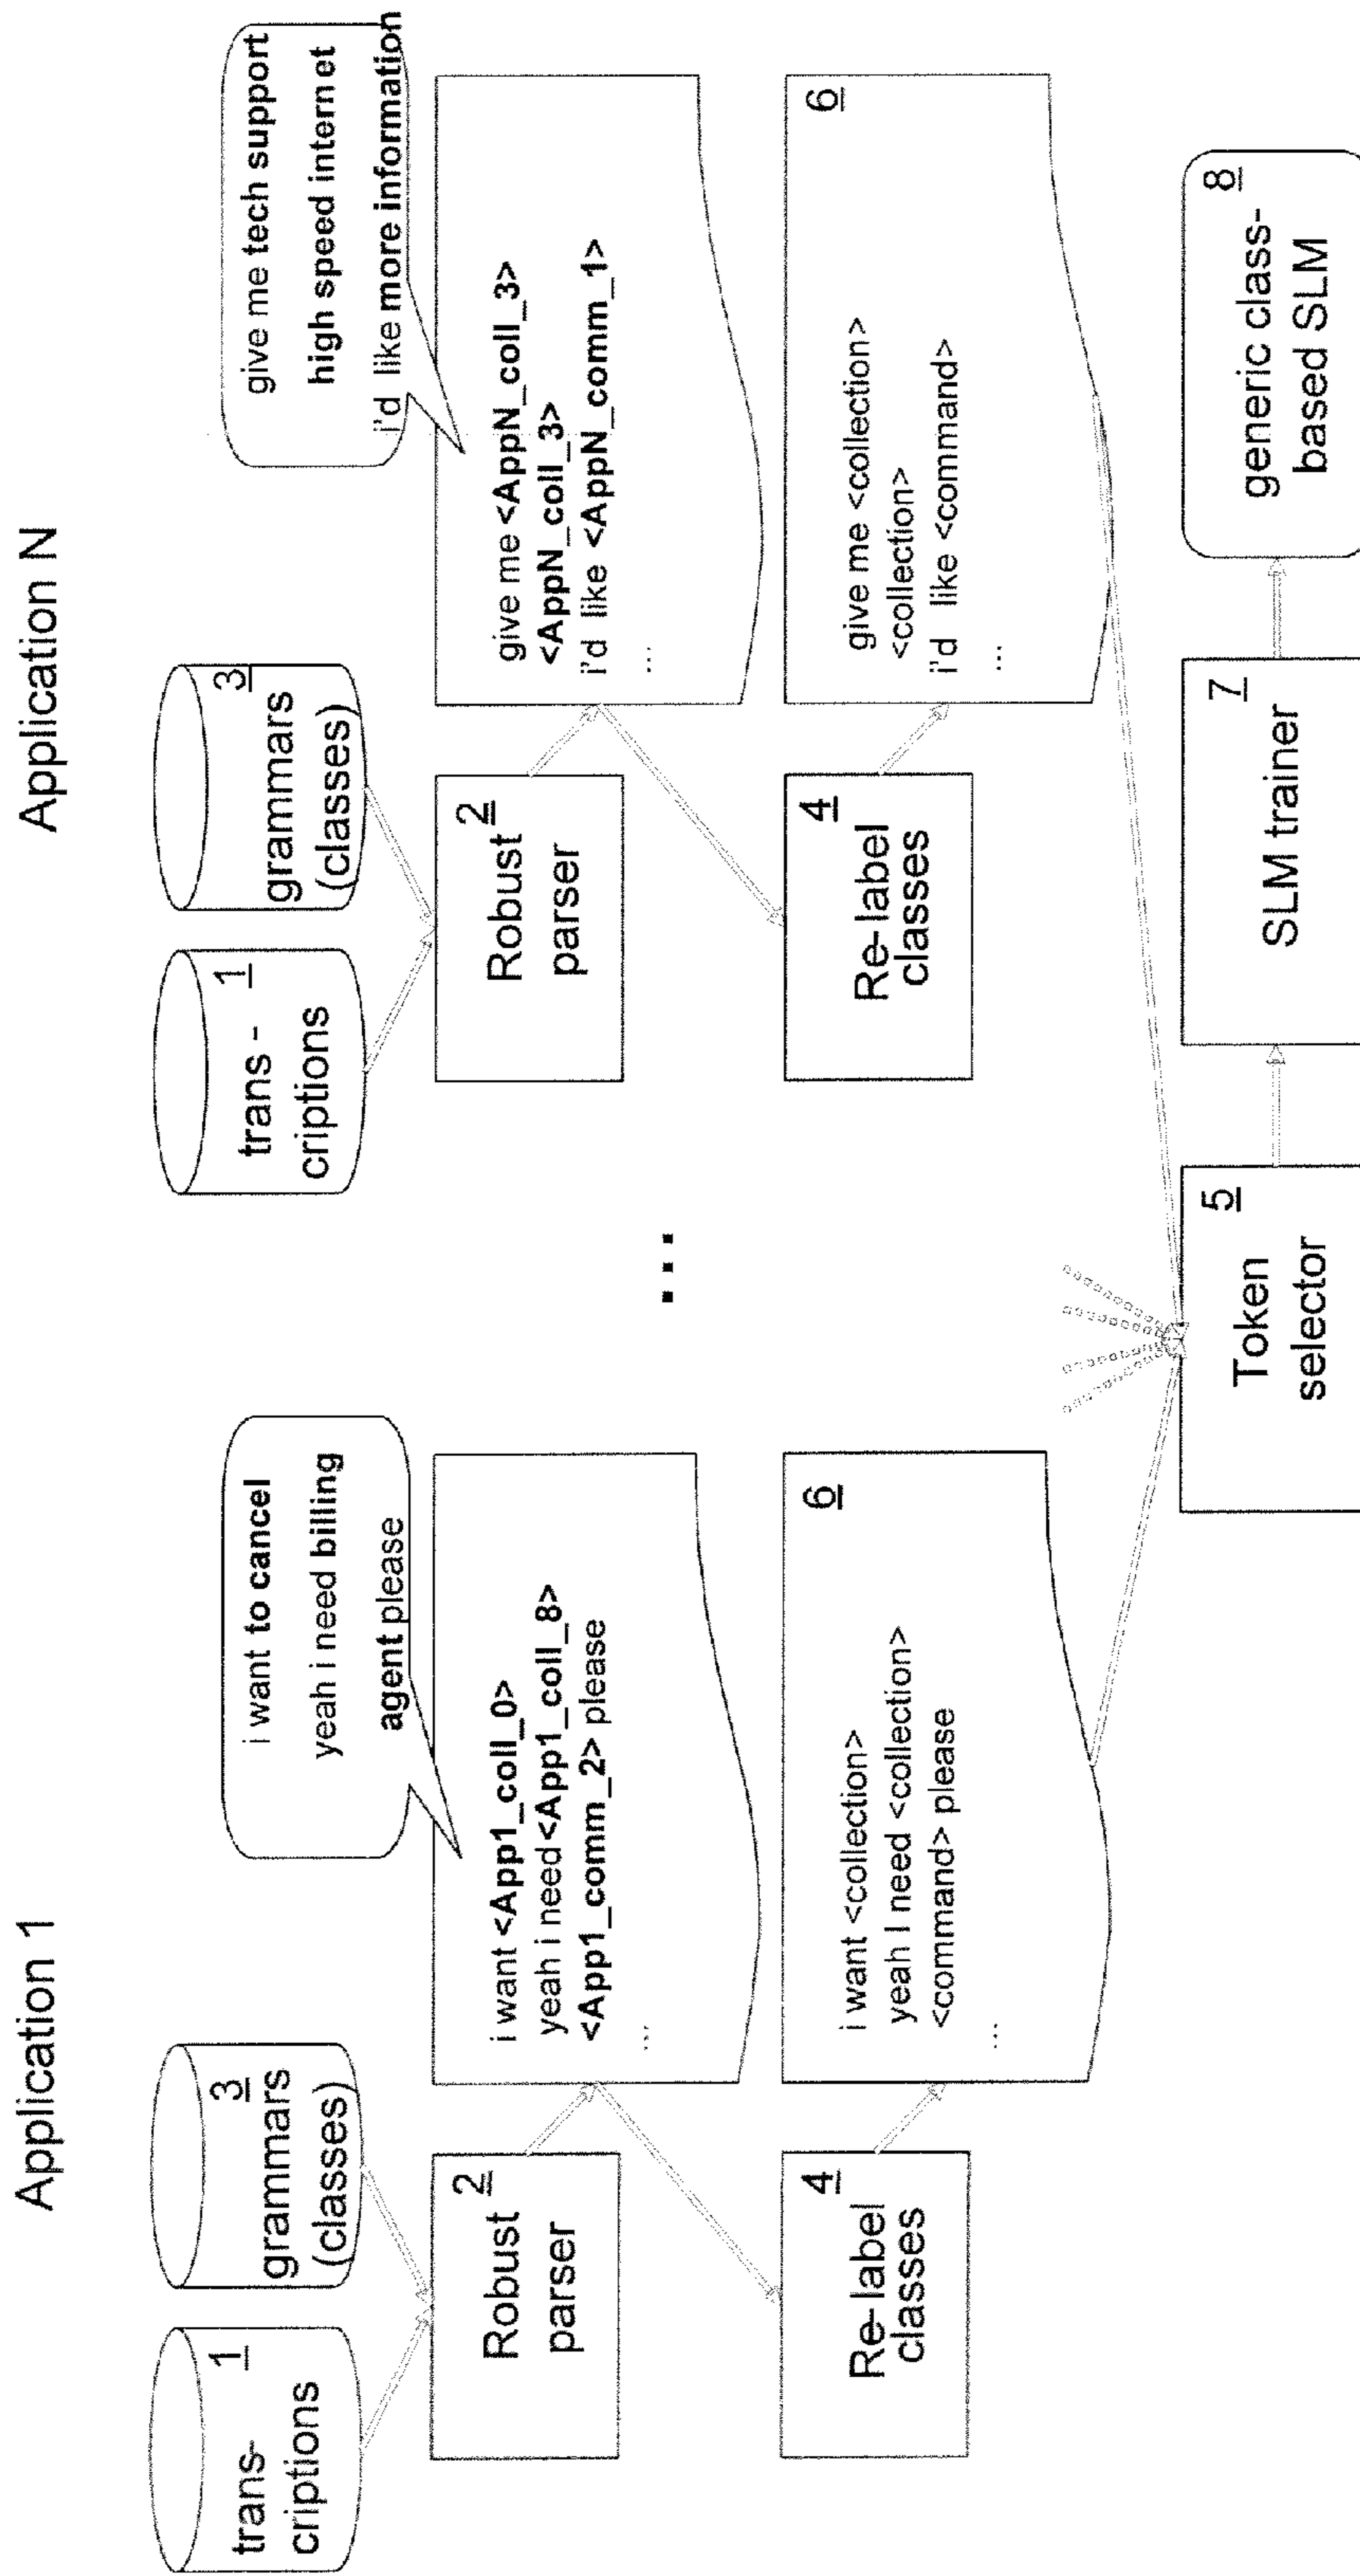 Application 1
1
trans-
criptions
3
grammars
(classes)
2
Robust
parser
i want to cancel
yeah i need billing
agent please
i want <App1_coll_0>
yeah i need <App1_coll_8>
<App1_comm_2> please
...
4
Re-label
classes
6
i want <collection>
yeah I need <collection>
<command> please
...
...
Application N
1
trans -
criptions
3
grammars
(classes)
2
Robust
parser
give me tech support
high speed internet
i'd like more information
give me <AppN_coll_3>
<AppN_coll_3>
i'd like <AppN_comm_1>
...
4
Re-label
classes
6
give me <collection>
<collection>
i'd like <command>
...
5
Token
selector
7
SLM trainer
8
generic class-
based SLM